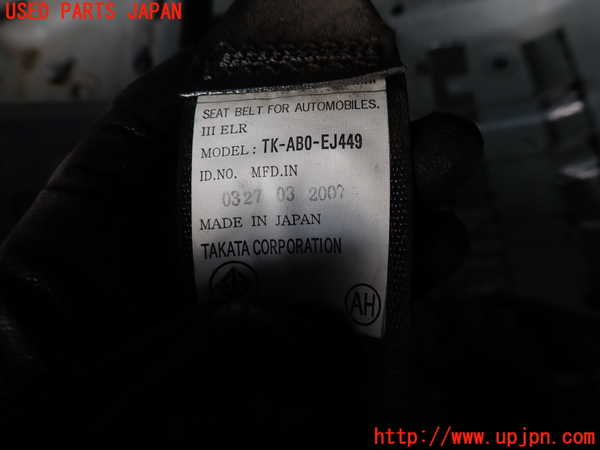 USED PARTS JAPAN
SEAT BELT FOR AUTOMOBILES.
III ELR
MODEL: TK-AB0-EJ449
ID.NO. MFD.IN
0327 03 2007
MADE IN JAPAN
TAKATA CORPORATION
AH
http://www.upjpn.com/